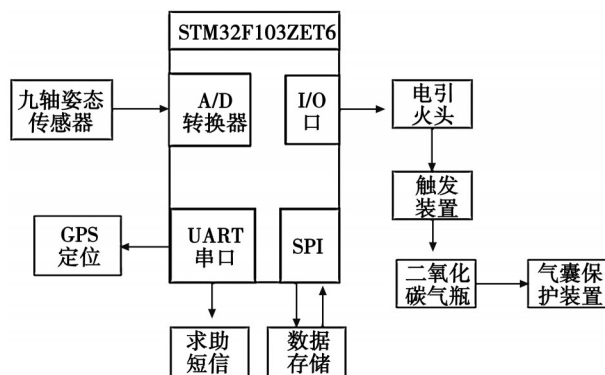 STM32F103ZET6
九轴姿态
传感器
A/D
转换器
I/O
口
电引
火头
触发
装置
GPS
定位
UART
串口
SPI
二氧化
碳气瓶
气囊保
护装置
求助
短信
数据
存储